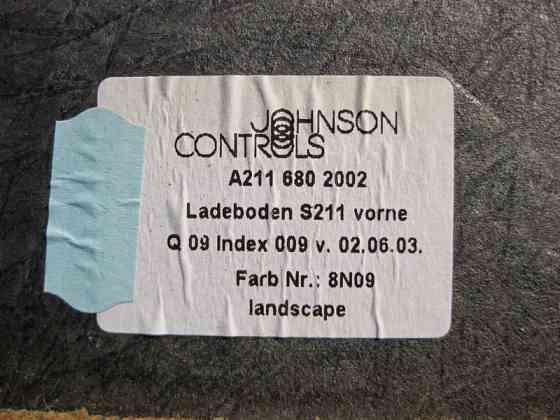 JOHNSON
CONTROLS
A211 680 2002
Ladeboden S211 vorne
Q 09 Index 009 v. 02.06.03.
Farb Nr.: 8N09
landscape